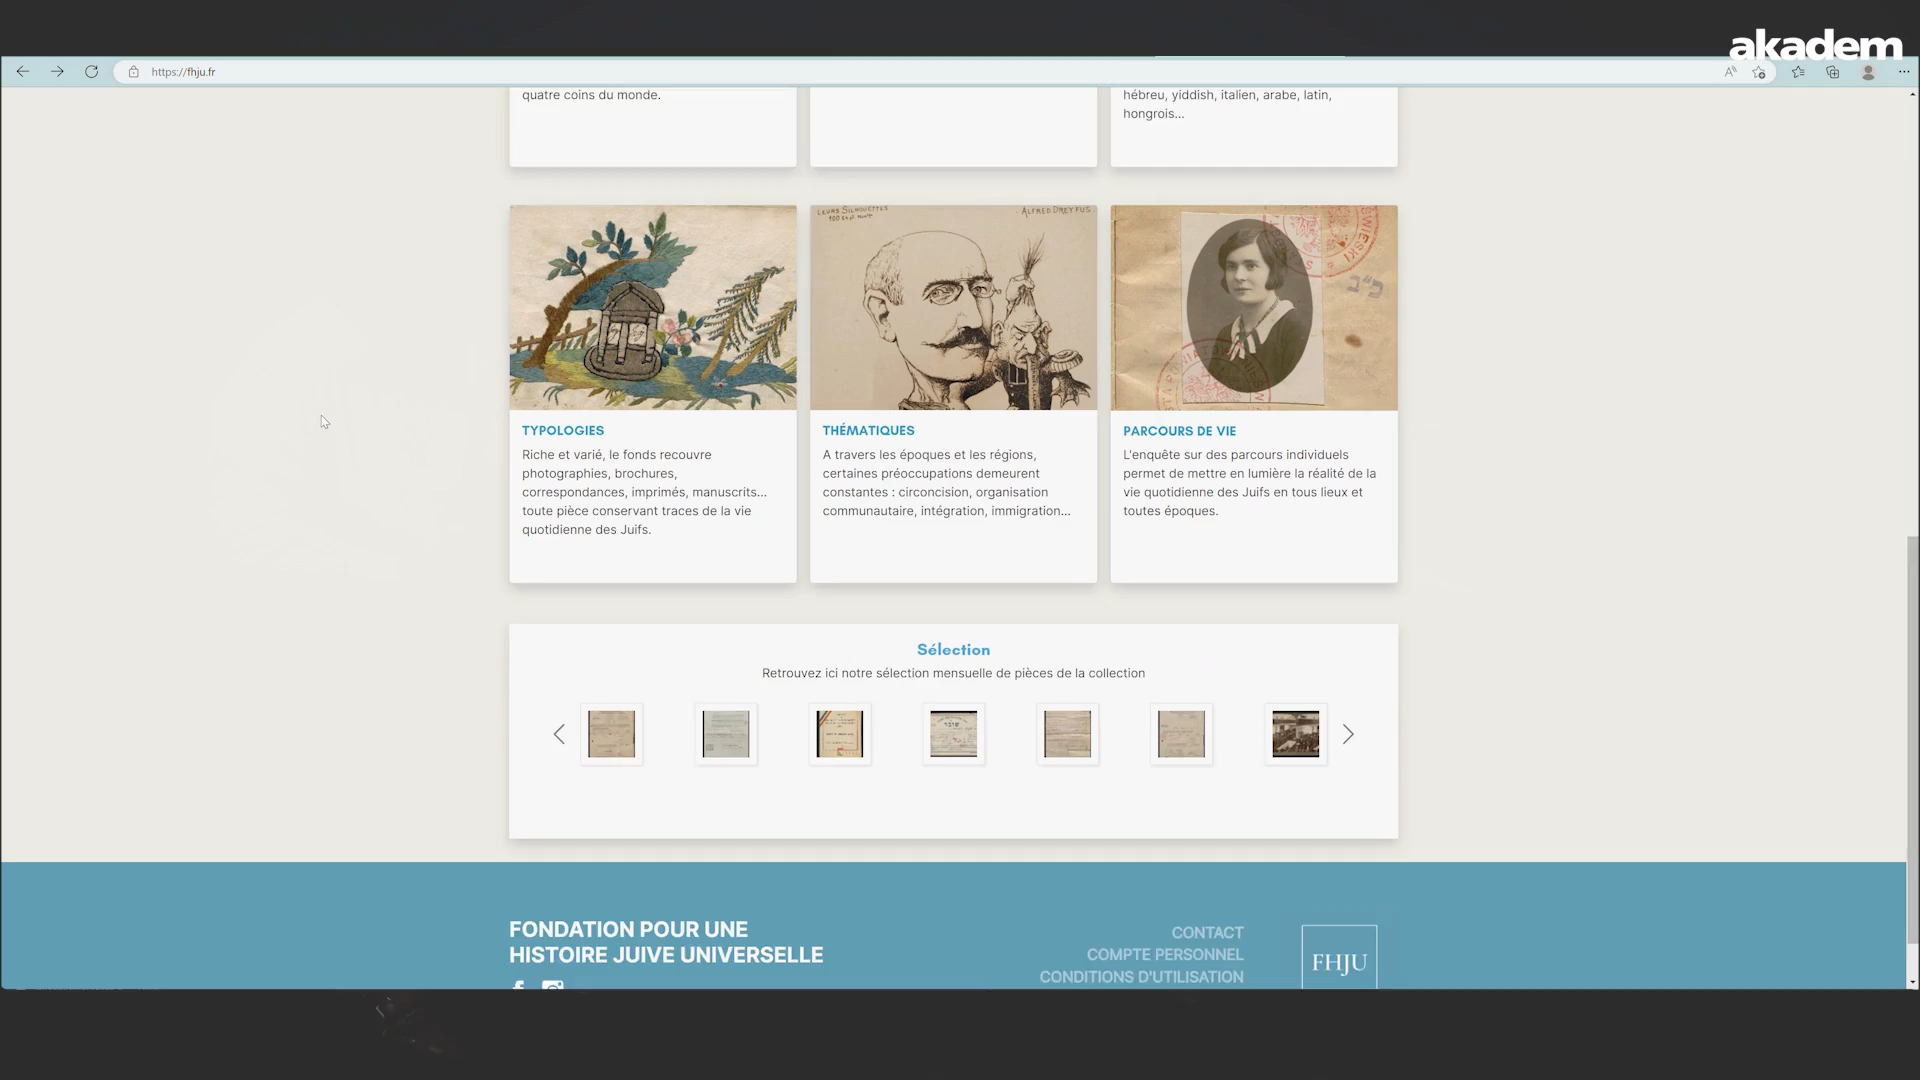 akadem
https://fhju.fr
quatre coins du monde.
hébreu, yiddish, italien, arabe, latin,
hongrois...
LEURS SILHOUETTES
ALFRED DREYFUS
TYPOLOGIES
Riche et varié, le fonds recouvre
photographies, brochures,
correspondances, imprimés, manuscrits...
toute pièce conservant traces de la vie
quotidienne des Juifs.
THÉMATIQUES
A travers les époques et les régions,
certaines préoccupations demeurent
constantes : circoncision, organisation
communautaire, intégration, immigration...
PARCOURS DE VIE
L'enquête sur des parcours individuels
permet de mettre en lumière la réalité de la
vie quotidienne des Juifs en tous lieux et
toutes époques.
Sélection
Retrouvez ici notre sélection mensuelle de pièces de la collection
FONDATION POUR UNE
HISTOIRE JUIVE UNIVERSELLE
CONTACT
COMPTE PERSONNEL
CONDITIONS D'UTILISATION
FHJU